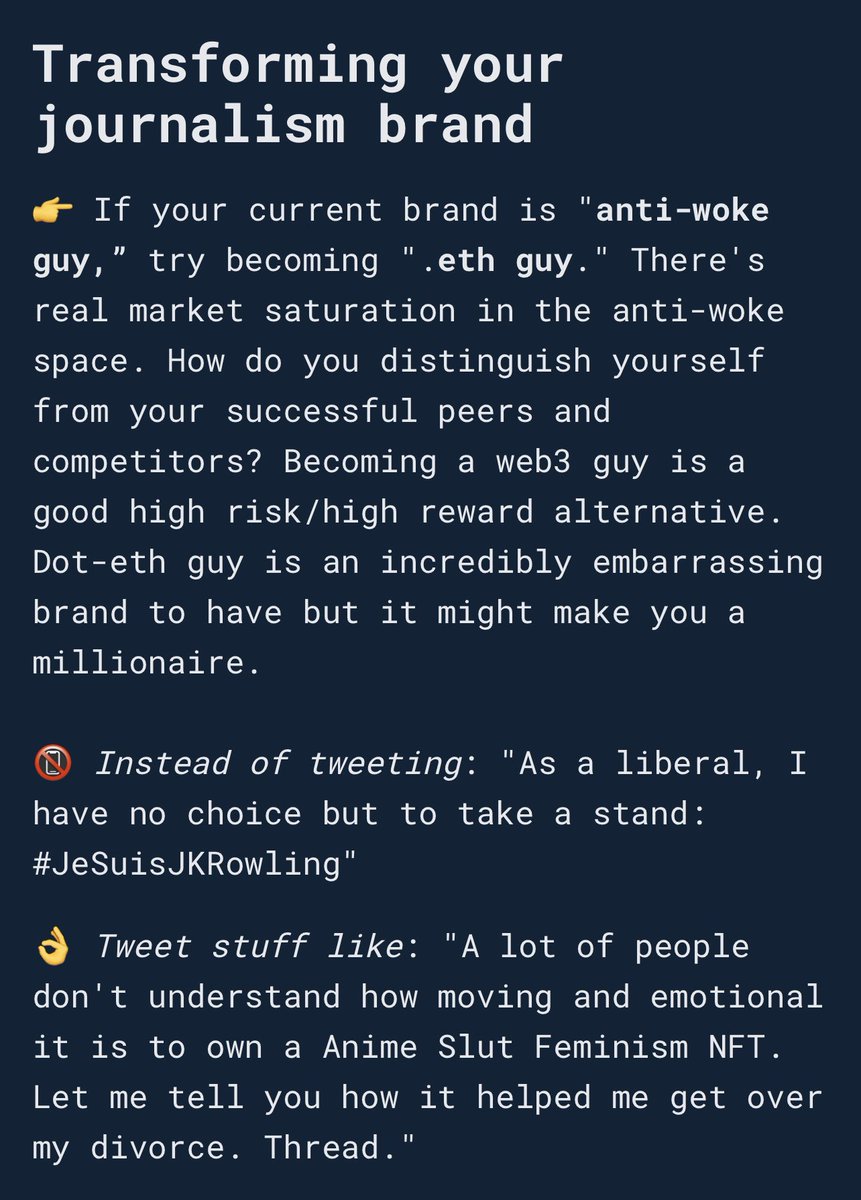 Transforming your
journalism brand
👉 If your current brand is "anti-woke
guy,” try becoming ".eth guy." There's
real market saturation in the anti-woke
space. How do you distinguish yourself
from your successful peers and
competitors? Becoming a web3 guy is a
good high risk/high reward alternative.
Dot-eth guy is an incredibly embarrassing
brand to have but it might make you a
millionaire.
📵 Instead of tweeting: "As a liberal, I
have no choice but to take a stand:
#JeSuisJKRowling"
👌 Tweet stuff like: "A lot of people
don't understand how moving and emotional
it is to own a Anime Slut Feminism NFT.
Let me tell you how it helped me get over
my divorce. Thread."